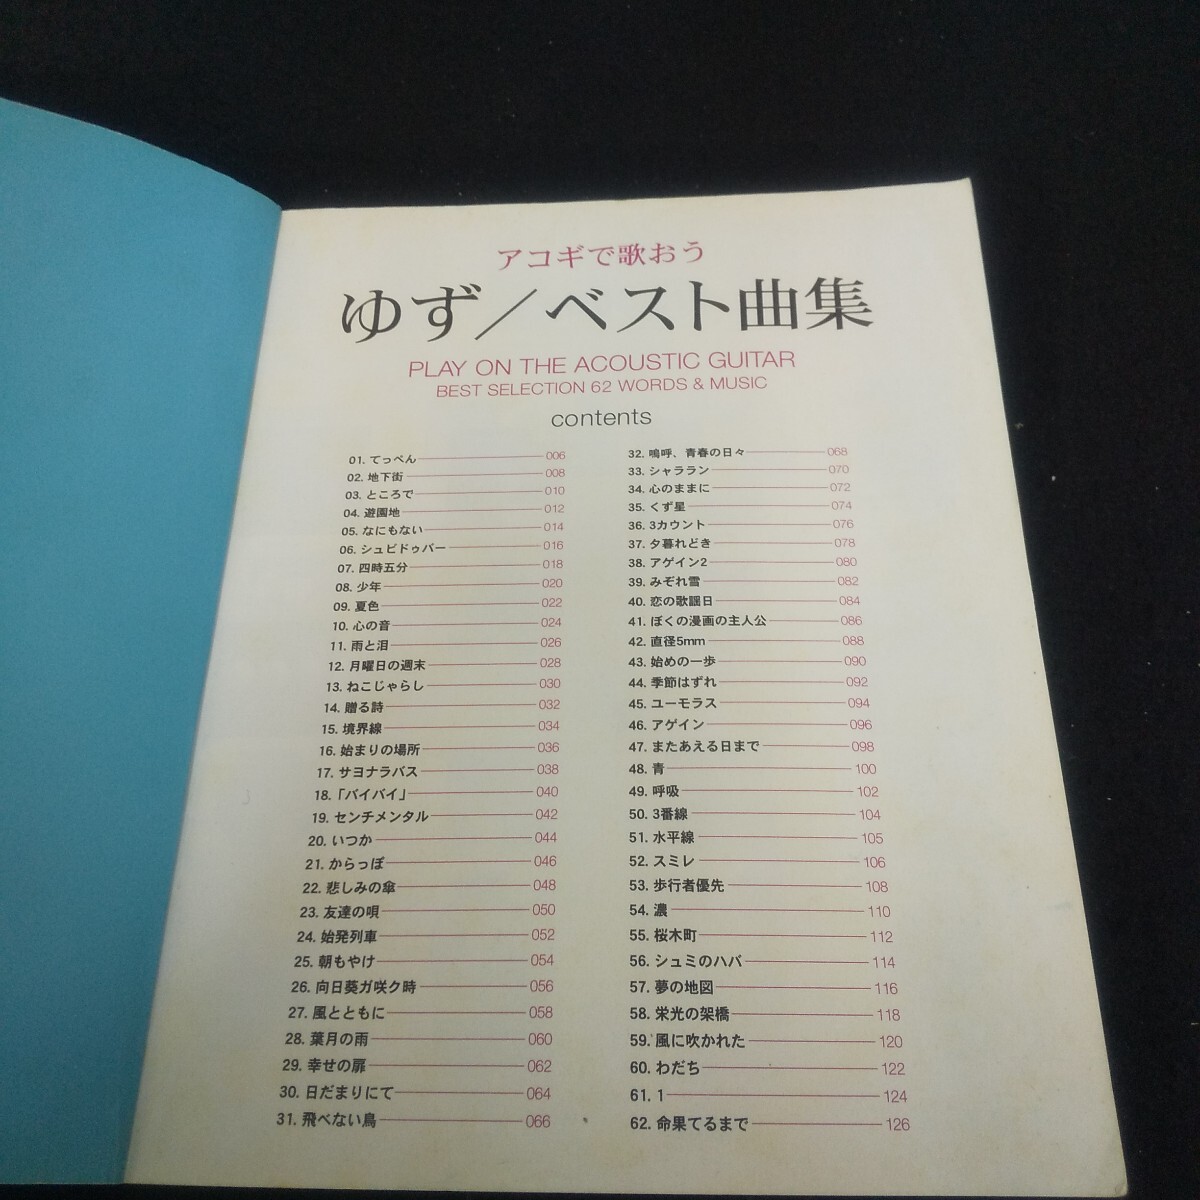 アコギで歌おう
ゆず／ベスト曲集
PLAY ON THE ACOUSTIC GUITAR
BEST SELECTION 62 WORDS & MUSIC
contents
01. てっぺん 006
02. 地下街 008
03. ところで 010
04. 遊園地 012
05. なにもない 014
06. シュビドゥバー 016
07. 四時五分 018
08. 少年 020
09. 夏色 022
10. 心の音 024
11. 雨と泪 026
12. 月曜日の週末 028
13. ねこじゃらし 030
14. 贈る詩 032
15. 境界線 034
16. 始まりの場所 036
17. サヨナラバス 038
18. 「バイバイ」 040
19. センチメンタル 042
20. いつか 044
21. からっぽ 046
22. 悲しみの傘 048
23. 友達の唄 050
24. 始発列車 052
25. 朝もやけ 054
26. 向日葵ガ咲ク時 056
27. 風とともに 058
28. 葉月の雨 060
29. 幸せの扉 062
30. 日だまりにて 064
31. 飛べない鳥 066
32. 嗚呼、青春の日々 068
33. シャララン 070
34. 心のままに 072
35. くず星 074
36. 3カウント 076
37. 夕暮れどき 078
38. アゲイン2 080
39. みぞれ雪 082
40. 恋の歌謡日 084
41. ぼくの漫画の主人公 086
42. 直径5mm 088
43. 始めの一歩 090
44. 季節はずれ 092
45. ユーモラス 094
46. アゲイン 096
47. またあえる日まで 098
48. 青 100
49. 呼吸 102
50. 3番線 104
51. 水平線 105
52. スミレ 106
53. 歩行者優先 108
54. 濃 110
55. 桜木町 112
56. シュミのハバ 114
57. 夢の地図 116
58. 栄光の架橋 118
59. 風に吹かれた 120
60. わだち 122
61. 1 124
62. 命果てるまで 126